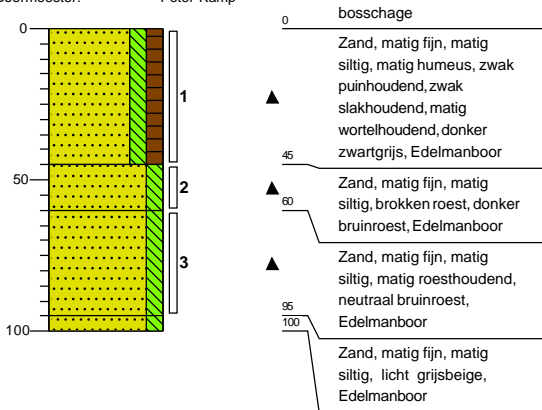 Peter Kamp
0
50
100
1
2
3
0
bosschage
Zand, matig fijn, matig
siltig, matig humeus, zwak
puinhoudend, zwak
slakhoudend, matig
wortelhoudend, donker
zwartgrijs, Edelmanboor
45
Zand, matig fijn, matig
siltig, brokken roest, donker
bruinroest, Edelmanboor
60
Zand, matig fijn, matig
siltig, matig roesthoudend,
neutraal bruinroest,
Edelmanboor
95
100
Zand, matig fijn, matig
siltig, licht grijsbeige,
Edelmanboor